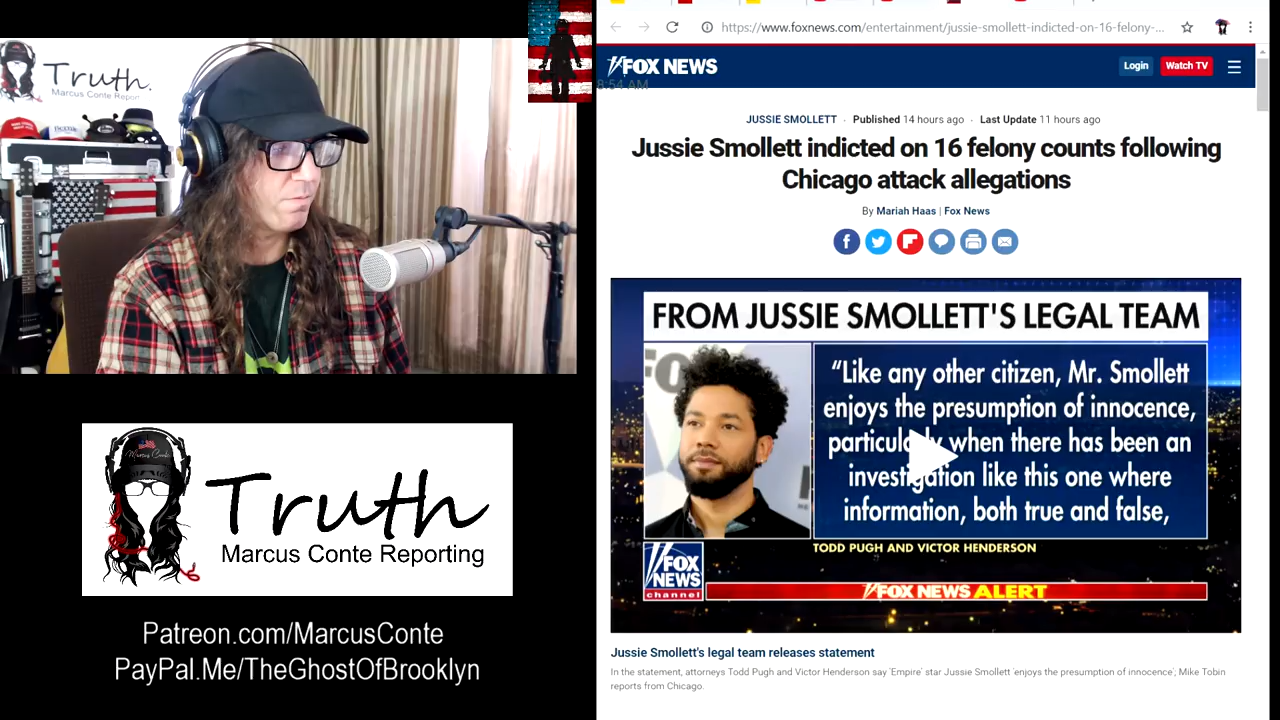 Truth.
Marcus Conte Report
Truth
Marcus Conte Reporting
Patreon.com/MarcusConte
PayPal.Me/TheGhostOfBrooklyn
https://www.foxnews.com/entertainment/jussie-smollett-indicted-on-16-felony-...
FOX NEWS
Login
Watch TV
8:54 AM
JUSSIE SMOLLETT · Published 14 hours ago · Last Update 11 hours ago
Jussie Smollett indicted on 16 felony counts following
Chicago attack allegations
By Mariah Haas | Fox News
FROM JUSSIE SMOLLETT'S LEGAL TEAM
“Like any other citizen, Mr. Smollett
enjoys the presumption of innocence,
particularly when there has been an
investigation like this one where
information, both true and false,
TODD PUGH AND VICTOR HENDERSON
FOX
NEWS
channel
FOX NEWS ALERT
Jussie Smollett's legal team releases statement
In the statement, attorneys Todd Pugh and Victor Henderson say 'Empire' star Jussie Smollett 'enjoys the presumption of innocence'; Mike Tobin
reports from Chicago.